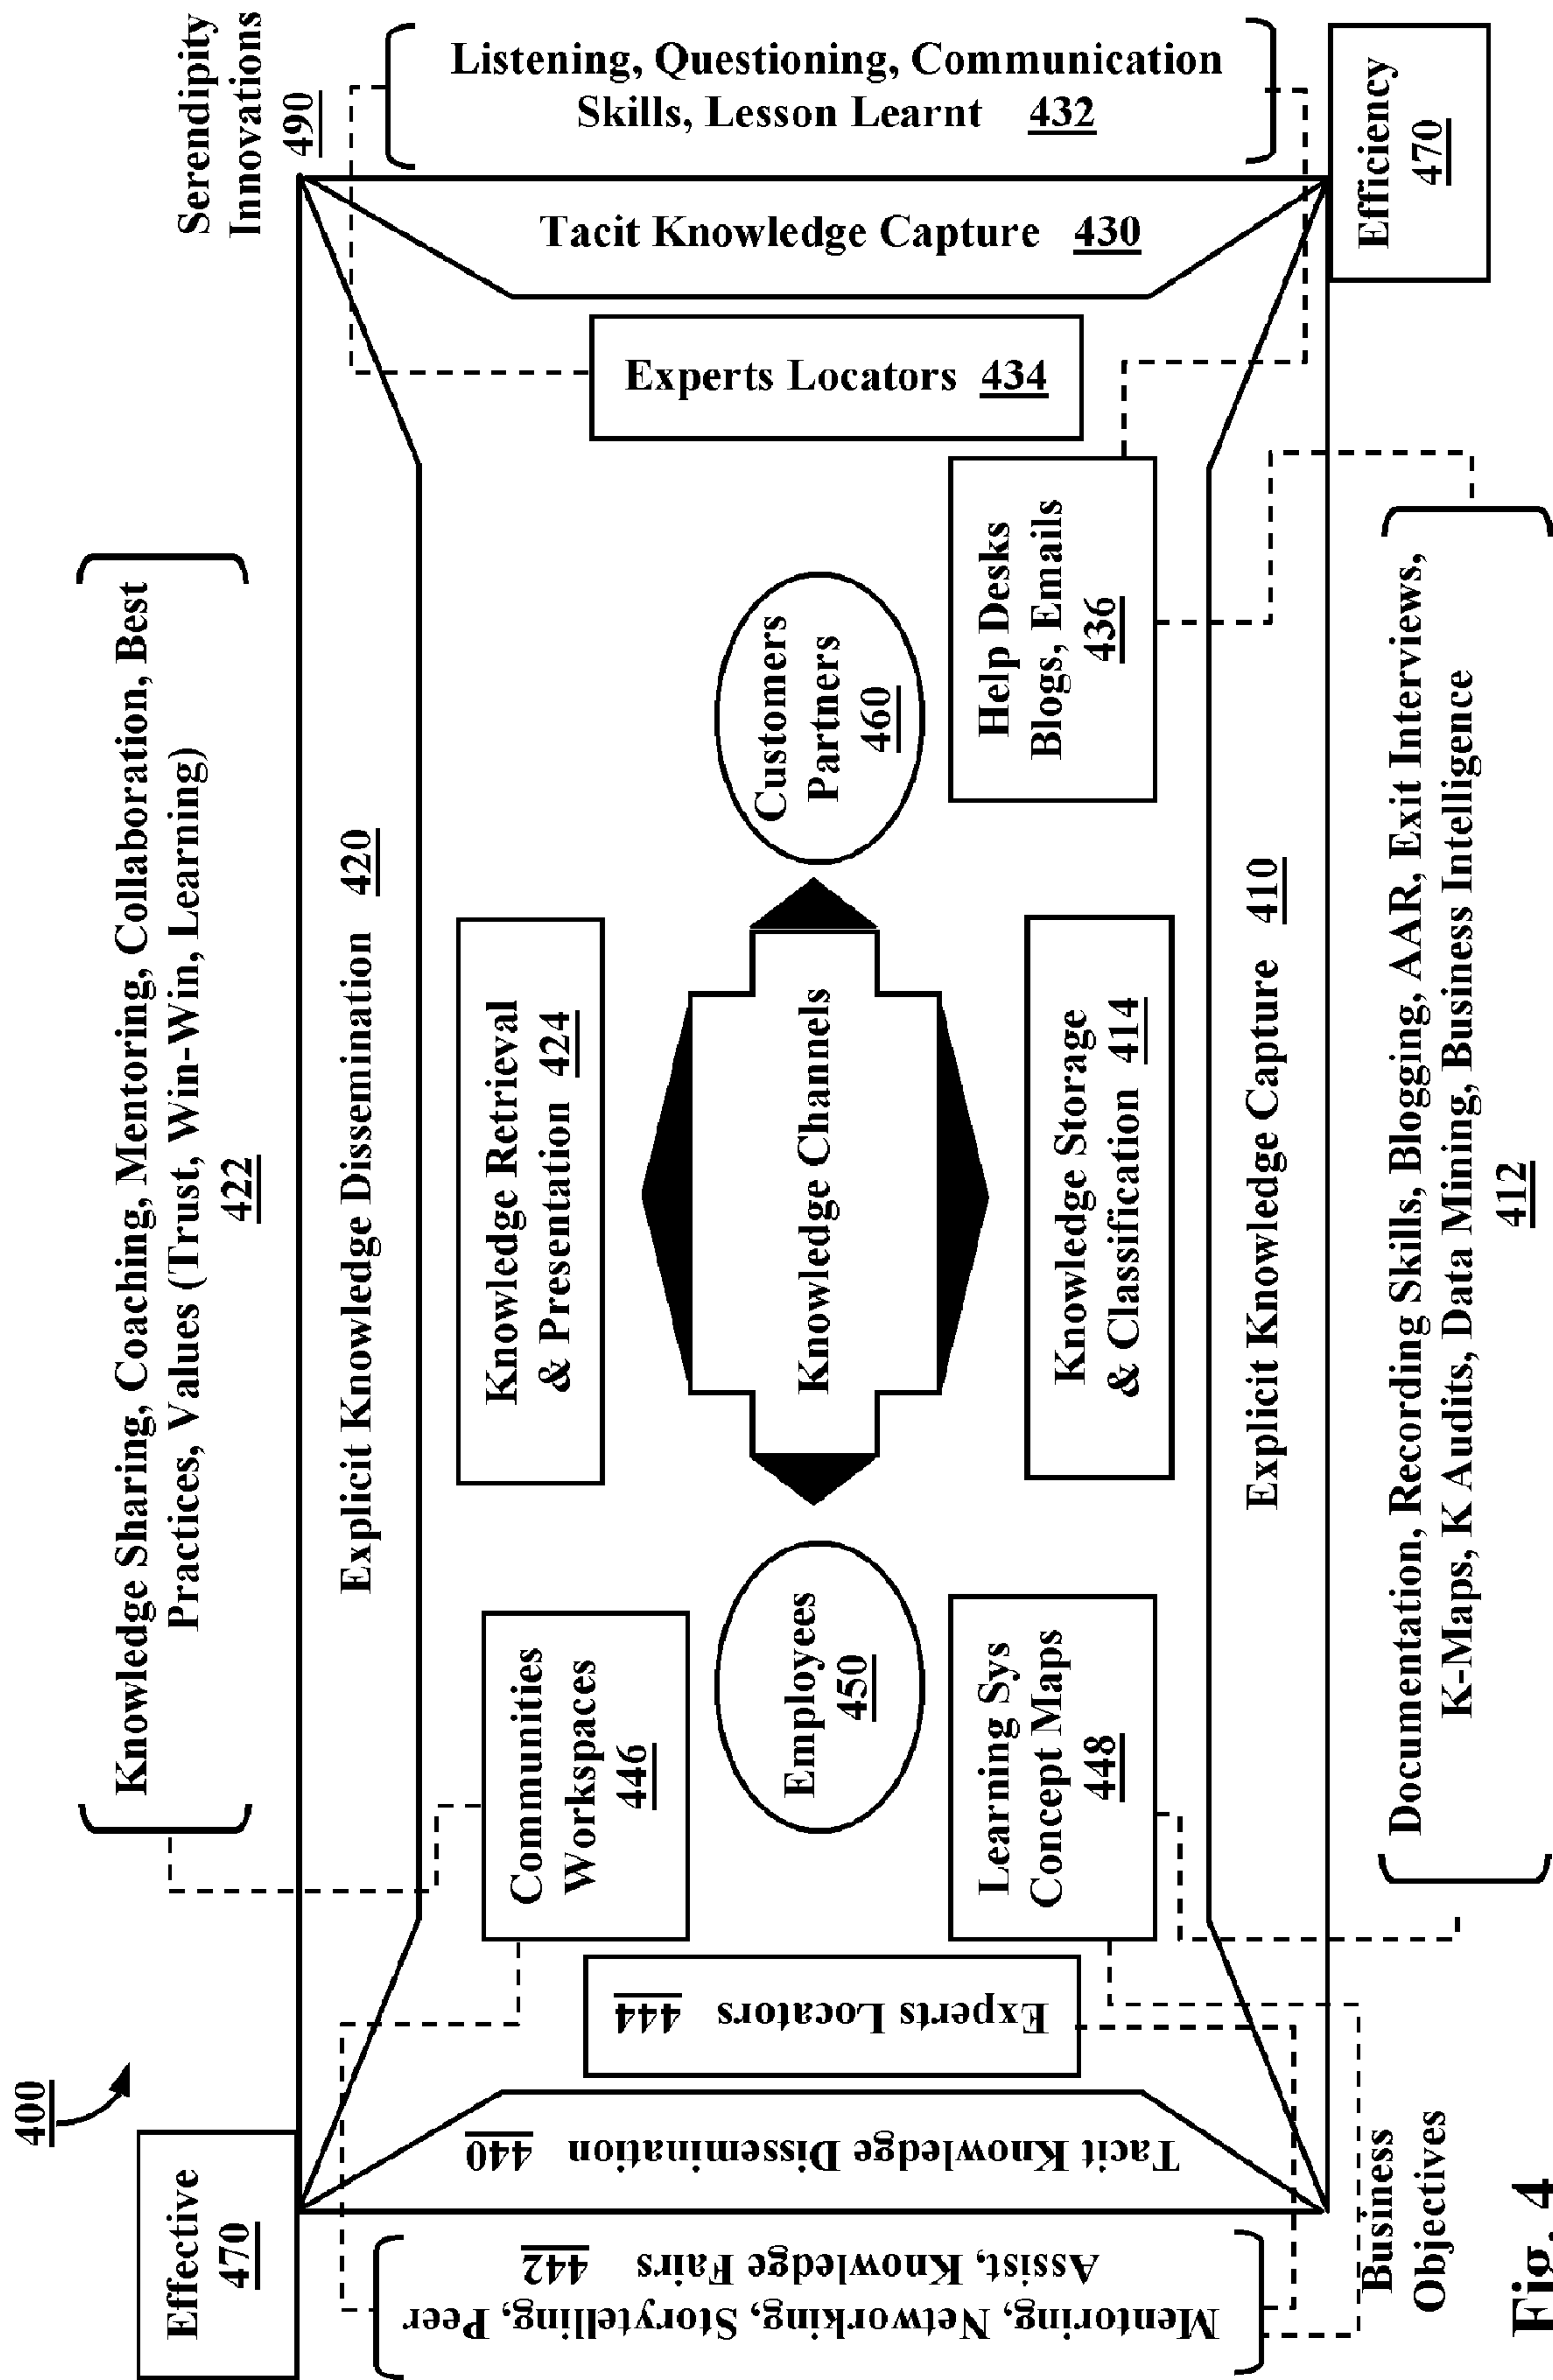 400
Effective
470
Knowledge Sharing, Coaching, Mentoring, Collaboration, Best
Practices, Values (Trust, Win-Win, Learning)
422
Serendipity
Innovations
490
Explicit Knowledge Dissemination 420
Mentoring, Networking, Storytelling, Peer
Assist, Knowledge Fairs 442
Tacit Knowledge Dissemination 440
Experts Locators 444
Communities
Workspaces
446
Knowledge Retrieval
& Presentation 424
Employees
450
Knowledge Channels
Customers
Partners
460
Experts Locators 434
Tacit Knowledge Capture 430
Listening, Questioning, Communication
Skills, Lesson Learnt 432
Learning Sys
Concept Maps
448
Knowledge Storage
& Classification 414
Help Desks
Blogs, Emails
436
Explicit Knowledge Capture 410
Business
Objectives
Documentation, Recording Skills, Blogging, AAR, Exit Interviews,
K-Maps, K Audits, Data Mining, Business Intelligence
412
Efficiency
470
Fig. 4